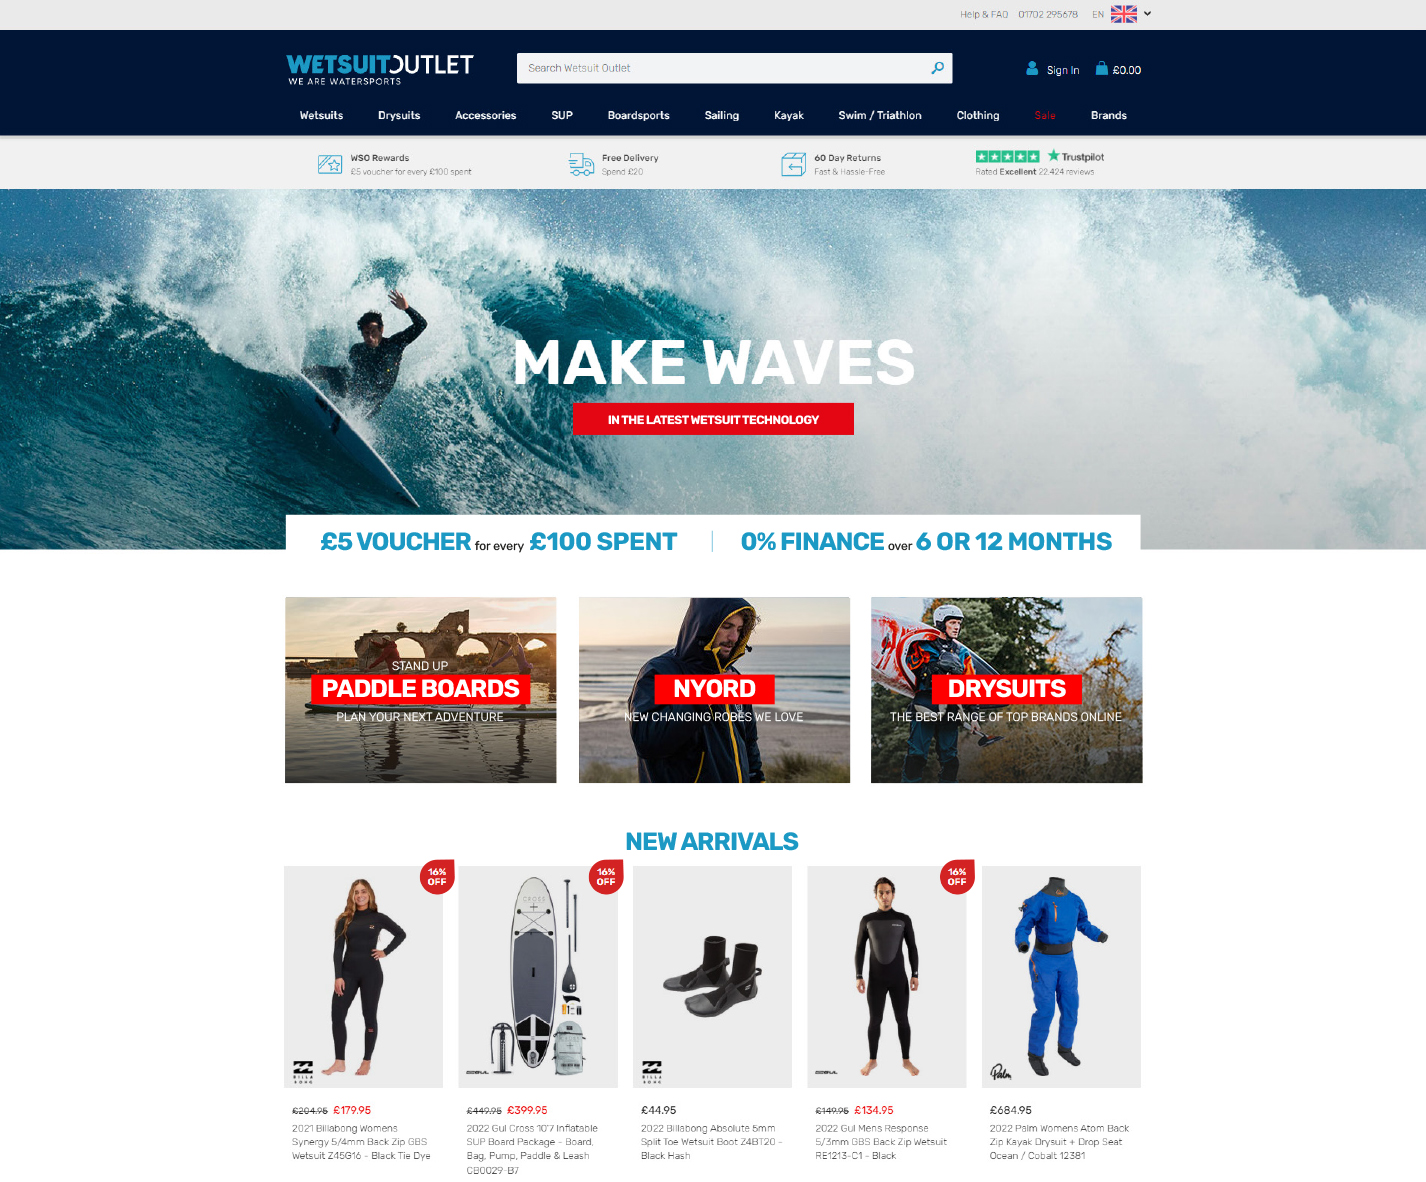 Help & FAQ 01702 295678 EN
WETSUITOUTLET
WE ARE WATERSPORTS
Search Wetsuit Outlet
Sign In £0.00
Wetsuits Drysuits Accessories SUP Boardsports Sailing Kayak Swim / Triathlon Clothing Sale Brands
WSO Rewards
£5 voucher for every £100 spent
Free Delivery
Spend £20
60 Day Returns
Fast & Hassle-Free
Trustpilot
Rated Excellent 22,424 reviews
MAKE WAVES
IN THE LATEST WETSUIT TECHNOLOGY
£5 VOUCHER for every £100 SPENT
0% FINANCE over 6 OR 12 MONTHS
STAND UP
PADDLE BOARDS
PLAN YOUR NEXT ADVENTURE
NYORD
NEW CHANGING ROBES WE LOVE
DRYSUITS
THE BEST RANGE OF TOP BRANDS ONLINE
NEW ARRIVALS
16%
OFF
BILLA
BONG
£204.95 £179.95
2021 Billabong Womens
Synergy 5/4mm Back Zip GBS
Wetsuit Z45G16 - Black Tie Dye
16%
OFF
CROSS
GUL
£449.95 £399.95
2022 Gul Cross 10'7 Inflatable
SUP Board Package - Board,
Bag, Pump, Paddle & Leash
CB0029-B7
BILLA
BONG
£44.95
2022 Billabong Absolute 5mm
Split Toe Wetsuit Boot Z4BT20 -
Black Hash
16%
OFF
GUL
£149.95 £134.95
2022 Gul Mens Response
5/3mm GBS Back Zip Wetsuit
RE1213-C1 - Black
Palm
£684.95
2022 Palm Womens Atom Back
Zip Kayak Drysuit + Drop Seat
Ocean / Cobalt 12381